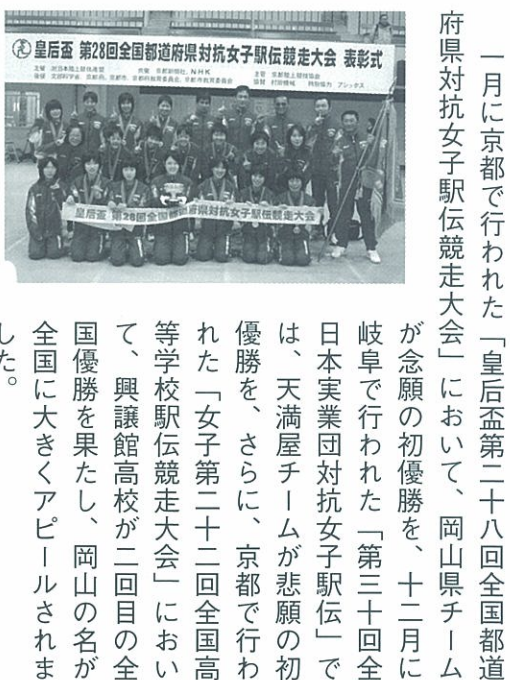 皇后盃 第28回全国都道府県対抗女子駅伝競走大会 表彰式
皇后盃 第28回全国都道府県対抗女子駅伝競走大会
一月に京都で行われた「皇后盃第二十八回全国都道
府県対抗女子駅伝競走大会」において、岡山県チーム
が念願の初優勝を、十二月に
岐阜で行われた「第三十回全
日本実業団対抗女子駅伝」で
は、天満屋チームが悲願の初
優勝を、さらに、京都で行わ
れた「女子第二十二回全国高
等学校駅伝競走大会」におい
て、興譲館高校が二回目の全
国優勝を果たし、岡山の名が
全国に大きくアピールされま
した。